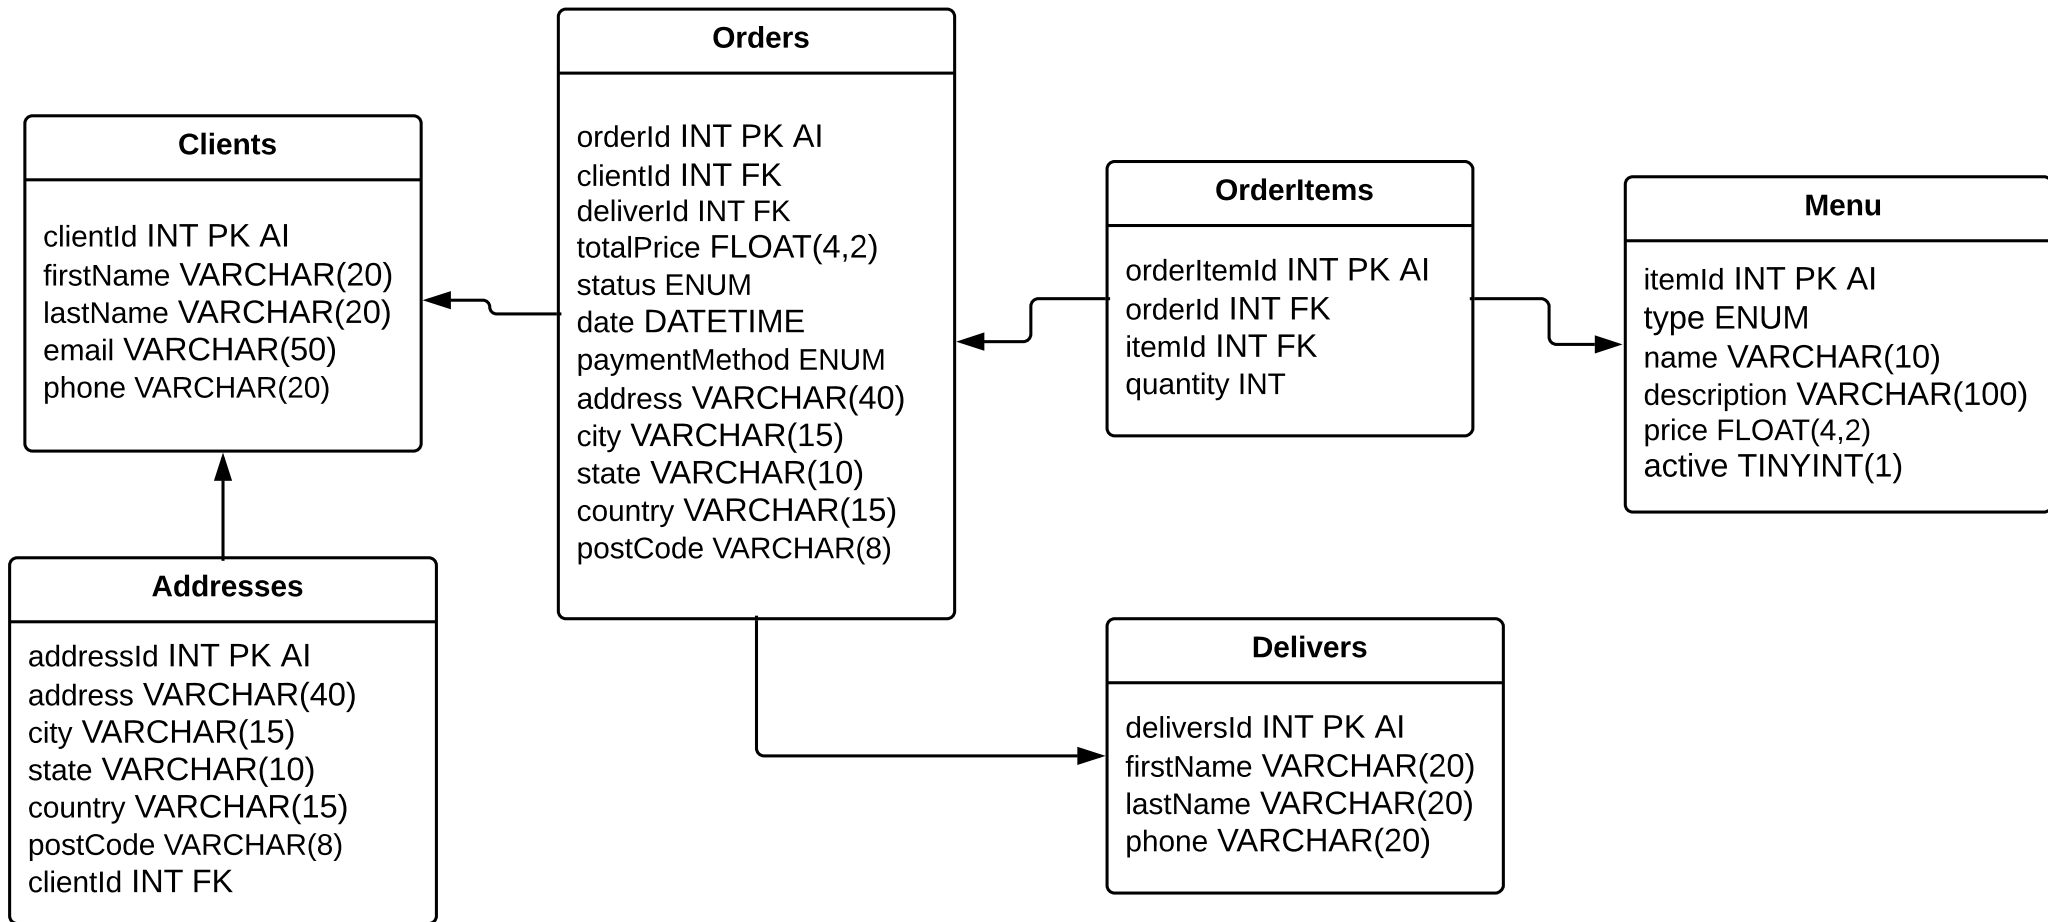 Orders
orderId INT PK AI
clientId INT FK
deliverId INT FK
totalPrice FLOAT(4,2)
status ENUM
date DATETIME
paymentMethod ENUM
address VARCHAR(40)
city VARCHAR(15)
state VARCHAR(10)
country VARCHAR(15)
postCode VARCHAR(8)
Clients
clientId INT PK AI
firstName VARCHAR(20)
lastName VARCHAR(20)
email VARCHAR(50)
phone VARCHAR(20)
OrderItems
orderItemId INT PK AI
orderId INT FK
itemId INT FK
quantity INT
Menu
itemId INT PK AI
type ENUM
name VARCHAR(10)
description VARCHAR(100)
price FLOAT(4,2)
active TINYINT(1)
Addresses
addressId INT PK AI
address VARCHAR(40)
city VARCHAR(15)
state VARCHAR(10)
country VARCHAR(15)
postCode VARCHAR(8)
clientId INT FK
Delivers
deliversId INT PK AI
firstName VARCHAR(20)
lastName VARCHAR(20)
phone VARCHAR(20)